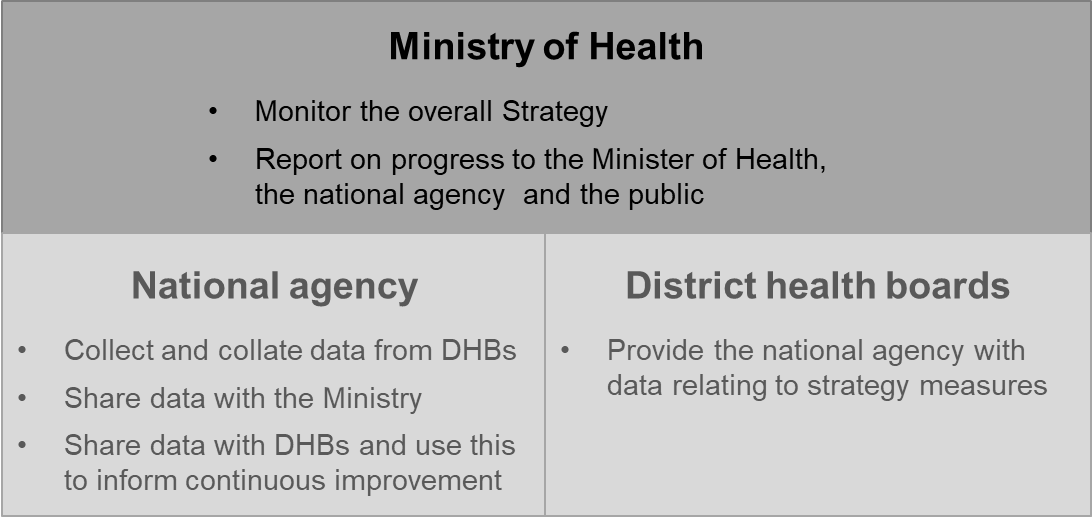 Ministry of Health
• Monitor the overall Strategy
• Report on progress to the Minister of Health,
the national agency  and the public
National agency
• Collect and collate data from DHBs
• Share data with the Ministry
• Share data with DHBs and use this
to inform continuous improvement
District health boards
• Provide the national agency with
data relating to strategy measures